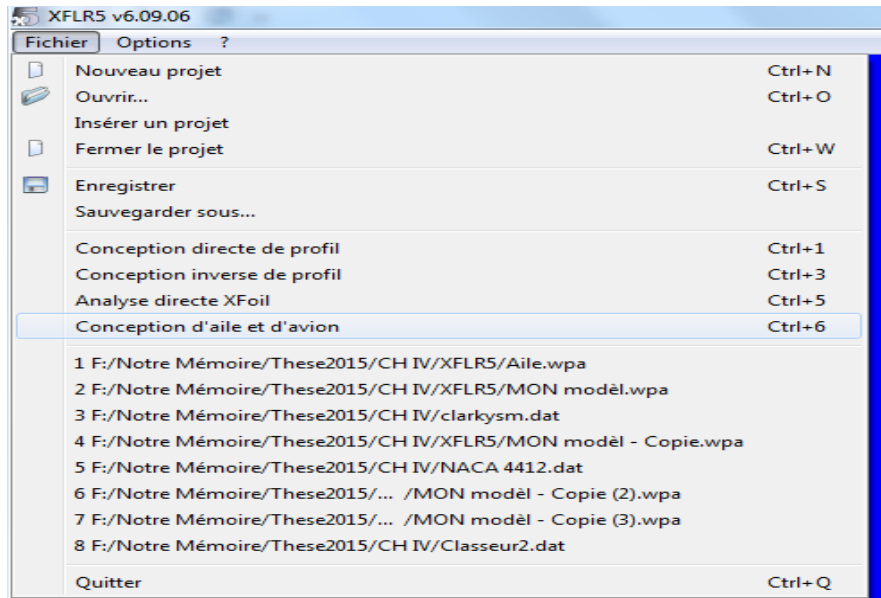 XFLR5 v6.09.06
Fichier Options ?
Nouveau projet Ctrl+N
Ouvrir... Ctrl+O
Insérer un projet
Fermer le projet Ctrl+W
Enregistrer Ctrl+S
Sauvegarder sous...
Conception directe de profil Ctrl+1
Conception inverse de profil Ctrl+3
Analyse directe XFoil Ctrl+5
Conception d'aile et d'avion Ctrl+6
1 F:/Notre Mémoire/These2015/CH IV/XFLR5/Aile.wpa
2 F:/Notre Mémoire/These2015/CH IV/XFLR5/MON modèl.wpa
3 F:/Notre Mémoire/These2015/CH IV/clarkysm.dat
4 F:/Notre Mémoire/These2015/CH IV/XFLR5/MON modèl - Copie.wpa
5 F:/Notre Mémoire/These2015/CH IV/NACA 4412.dat
6 F:/Notre Mémoire/These2015/... /MON modèl - Copie (2).wpa
7 F:/Notre Mémoire/These2015/... /MON modèl - Copie (3).wpa
8 F:/Notre Mémoire/These2015/CH IV/Classeur2.dat
Quitter Ctrl+Q